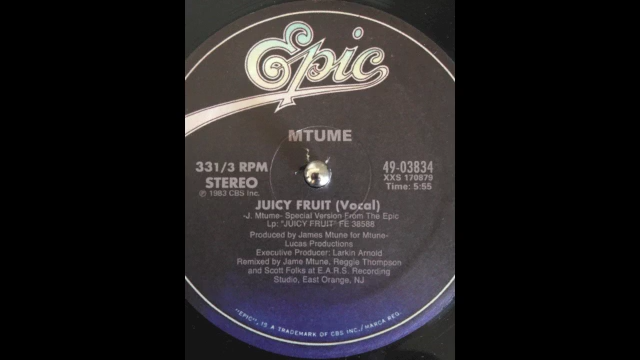 Epic
MTUME
33 1/3 RPM
STEREO
℗ 1983 CBS Inc.
49-03834
XXS 170879
Time: 5:55
JUICY FRUIT (Vocal)
-J. Mtume- Special Version From The Epic
Lp: "JUICY FRUIT" FE 38588
Produced by James Mtume for Mtume-
Lucas Productions
Executive Producer: Larkin Arnold
Remixed by Jame Mtume, Reggie Thompson
and Scott Folks at E.A.R.S. Recording
Studio, East Orange, NJ
"EPIC", IS A TRADEMARK OF CBS INC./MARCA REG.